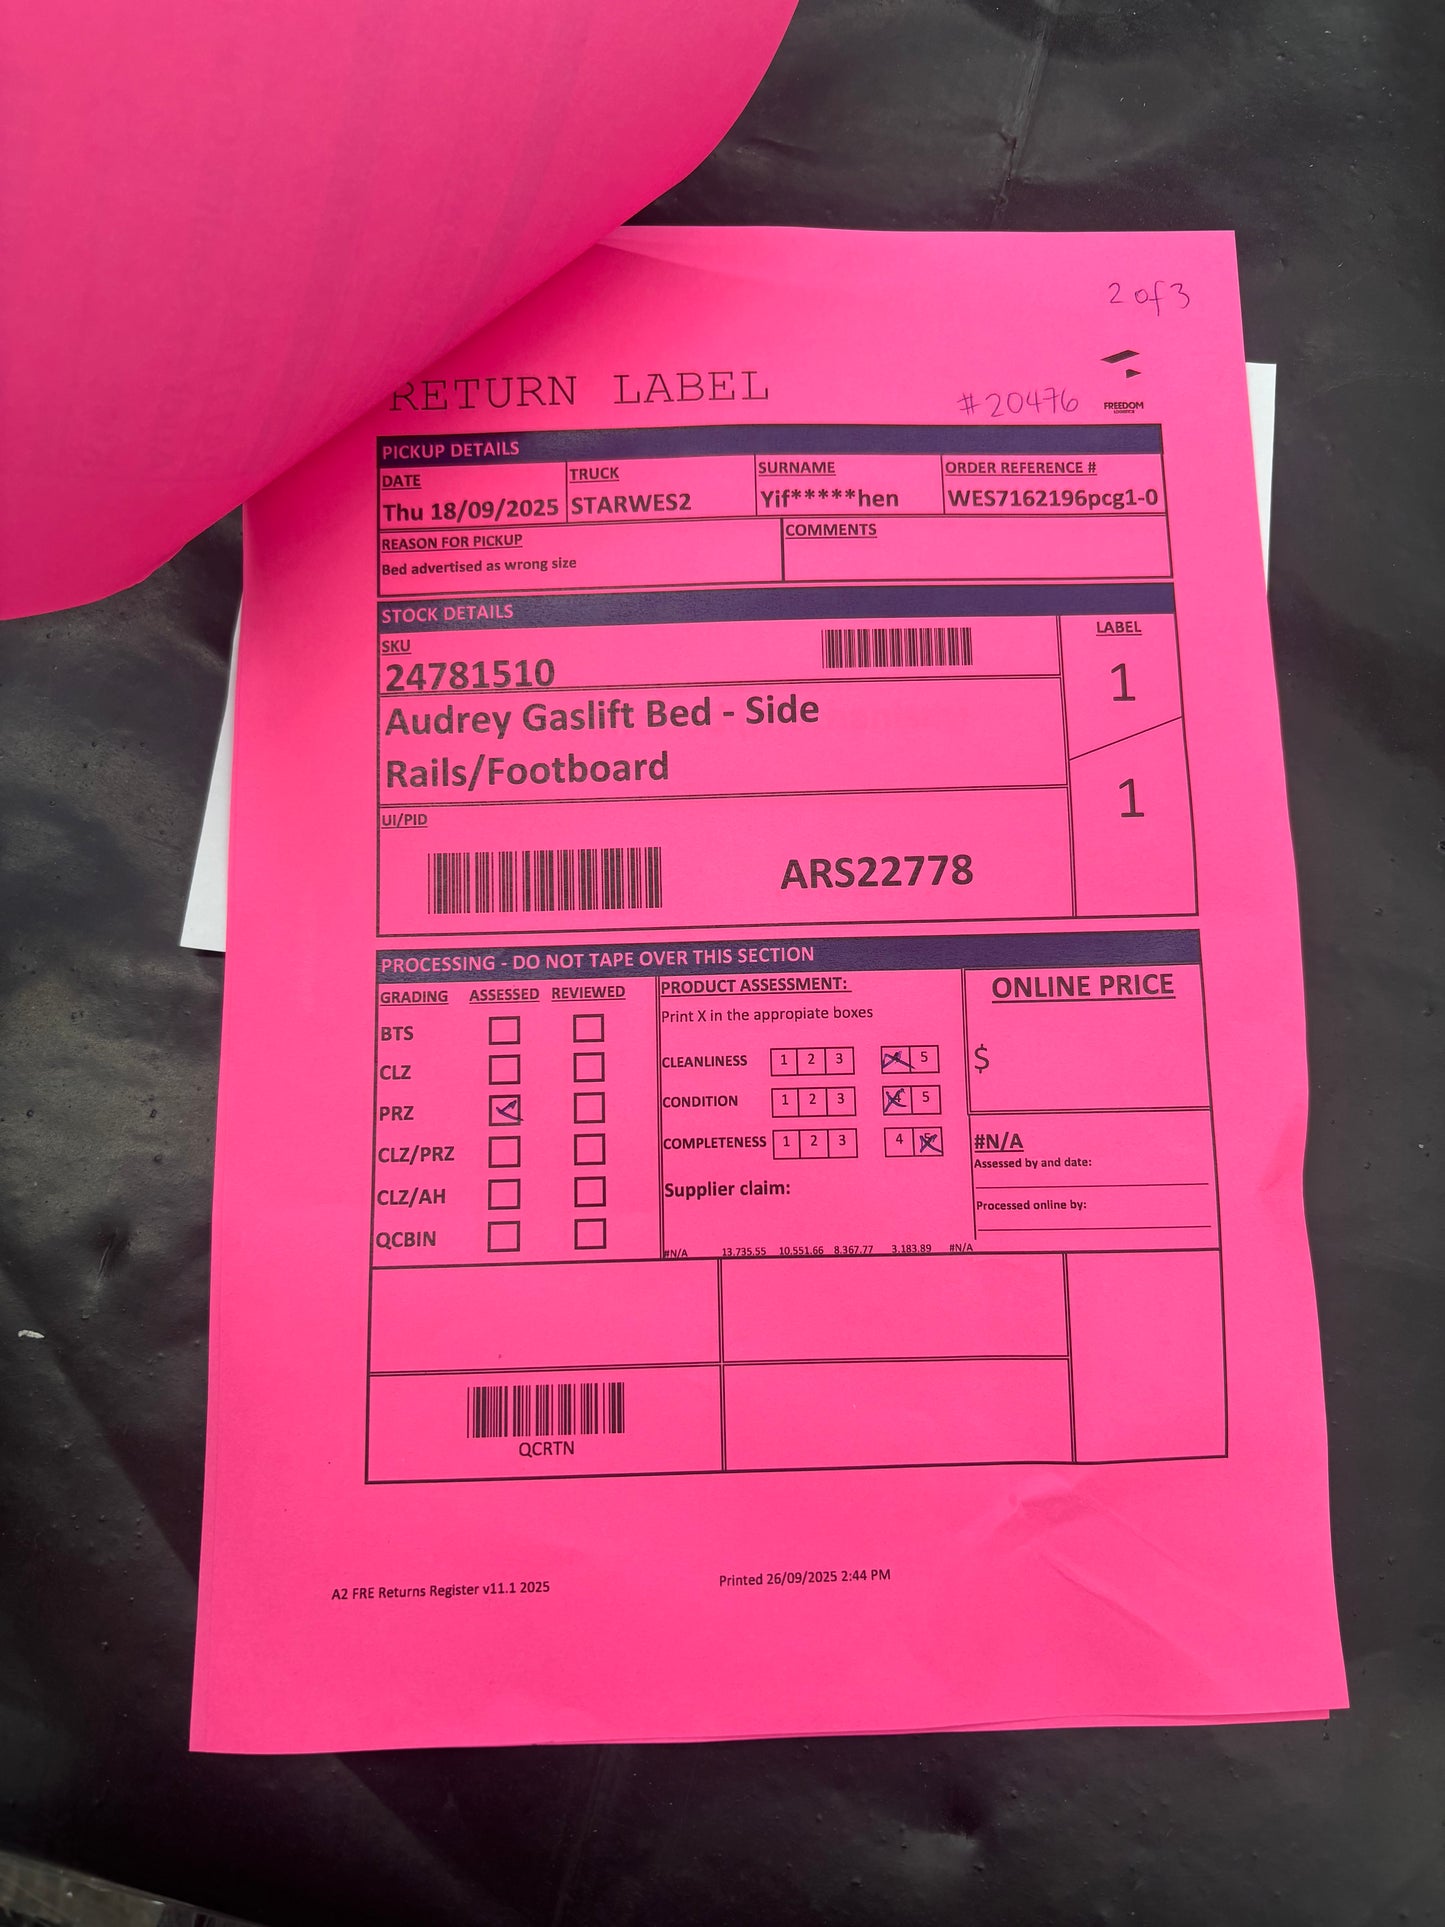 2 of 3
RETURN LABEL
#20476
FREEDOM
PICKUP DETAILS
DATE TRUCK SURNAME ORDER REFERENCE #
Thu 18/09/2025 STARWES2 Yif*****hen WES7162196pcg1-0
REASON FOR PICKUP COMMENTS
Bed advertised as wrong size
STOCK DETAILS
SKU LABEL
24781510 1
Audrey Gaslift Bed - Side
Rails/Footboard 1
UI/PID
ARS22778
PROCESSING - DO NOT TAPE OVER THIS SECTION
GRADING ASSESSED REVIEWED PRODUCT ASSESSMENT: ONLINE PRICE
Print X in the appropiate boxes
BTS
CLEANLINESS 1 2 3 4 5 $
CLZ
CONDITION 1 2 3 4 5
PRZ
COMPLETENESS 1 2 3 4 5 #N/A
CLZ/PRZ Assessed by and date:
CLZ/AH Supplier claim: Processed online by:
QCBIN
#N/A 13,735.55 10,551.66 8,367.77 3,183.89 #N/A
QCRTN
A2 FRE Returns Register v11.1 2025 Printed 26/09/2025 2:44 PM